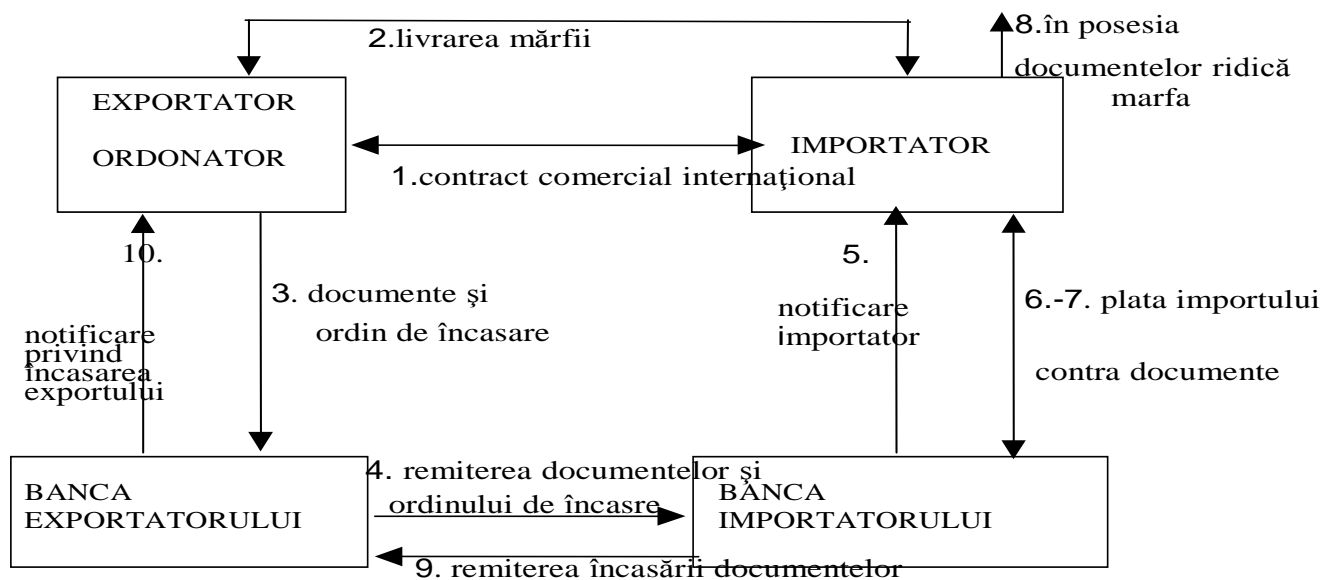 2.livrarea mărfii
8.în posesia
documentelor ridică
marfa
EXPORTATOR
ORDONATOR
IMPORTATOR
1.contract comercial internaţional
10.
notificare
privind
încasarea
exportului
3. documente şi
ordin de încasare
5.
notificare
importator
6.-7. plata importului
contra documente
BANCA
EXPORTATORULUI
4. remiterea documentelor şi
ordinului de încasre
BANCA
IMPORTATORULUI
9. remiterea încasării documentelor